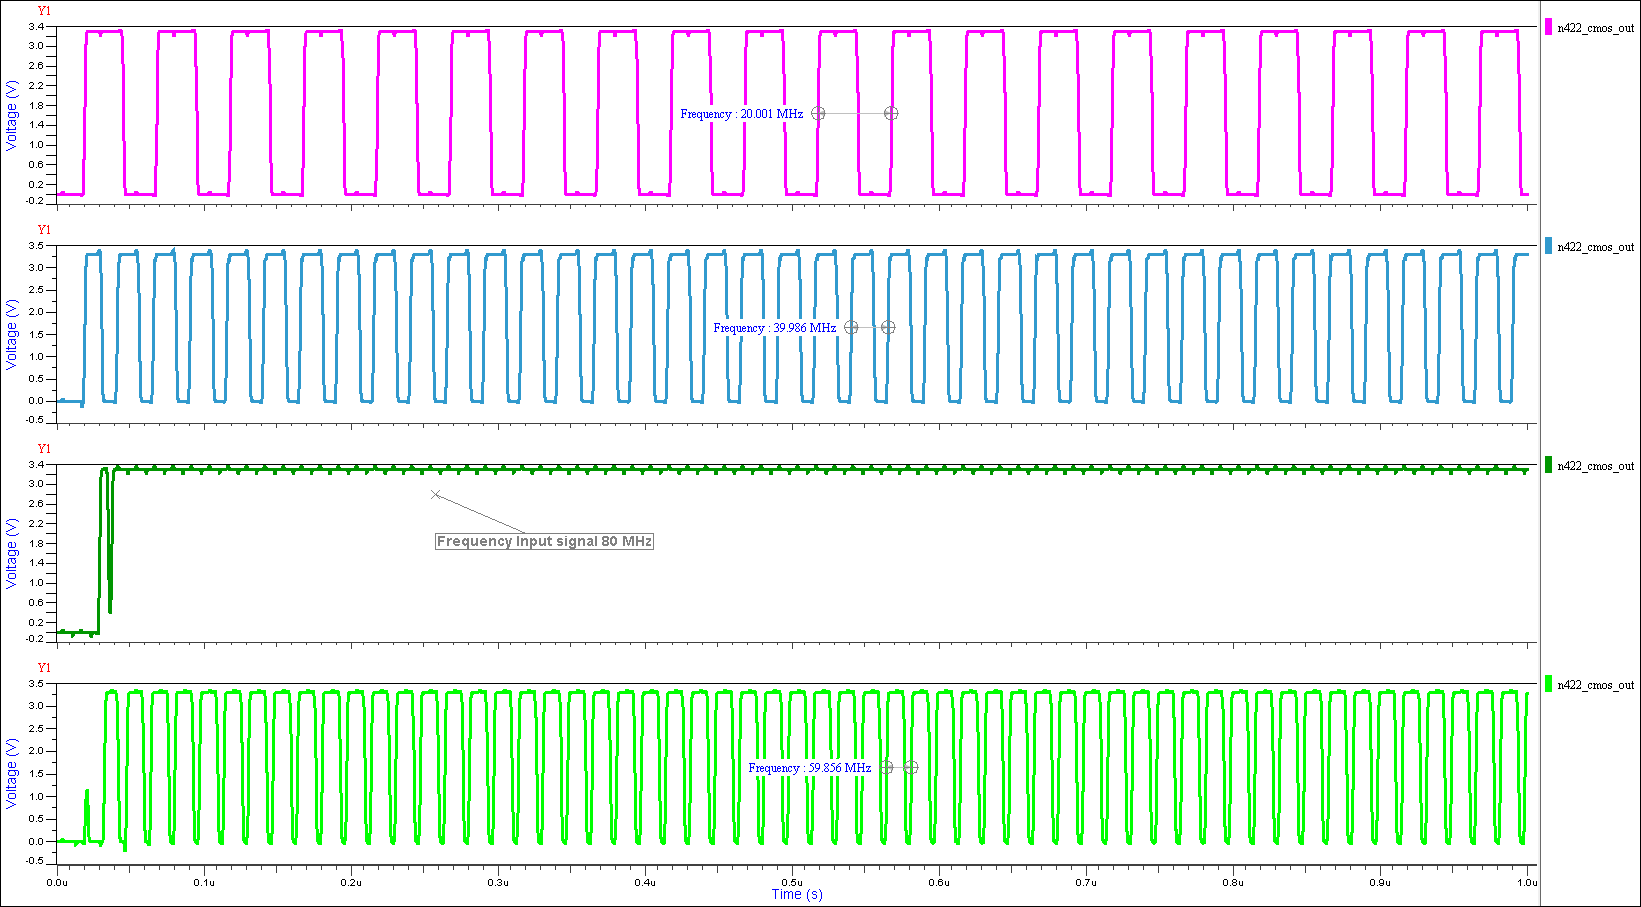 Y1
3.4
3.0
2.6
2.2
1.8
1.4
1.0
0.6
0.2
-0.2
Voltage (V)
Frequency : 20.001 MHz
n422_cmos_out
Y1
3.5
3.0
2.5
2.0
1.5
1.0
0.5
0.0
-0.5
Voltage (V)
Frequency : 39.986 MHz
n422_cmos_out
Y1
3.4
3.0
2.6
2.2
1.8
1.4
1.0
0.6
0.2
-0.2
Voltage (V)
Frequency Input signal 80 MHz
n422_cmos_out
Y1
3.5
3.0
2.5
2.0
1.5
1.0
0.5
0.0
-0.5
Voltage (V)
Frequency : 59.856 MHz
n422_cmos_out
0.0u 0.1u 0.2u 0.3u 0.4u 0.5u 0.6u 0.7u 0.8u 0.9u 1.0u
Time (s)